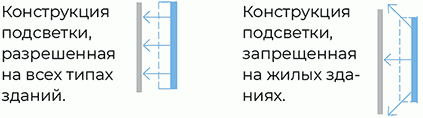 Конструкция
подсветки,
разрешенная
на всех типах
зданий.
Конструкция
подсветки,
запрещенная
на жилых зда-
ниях.